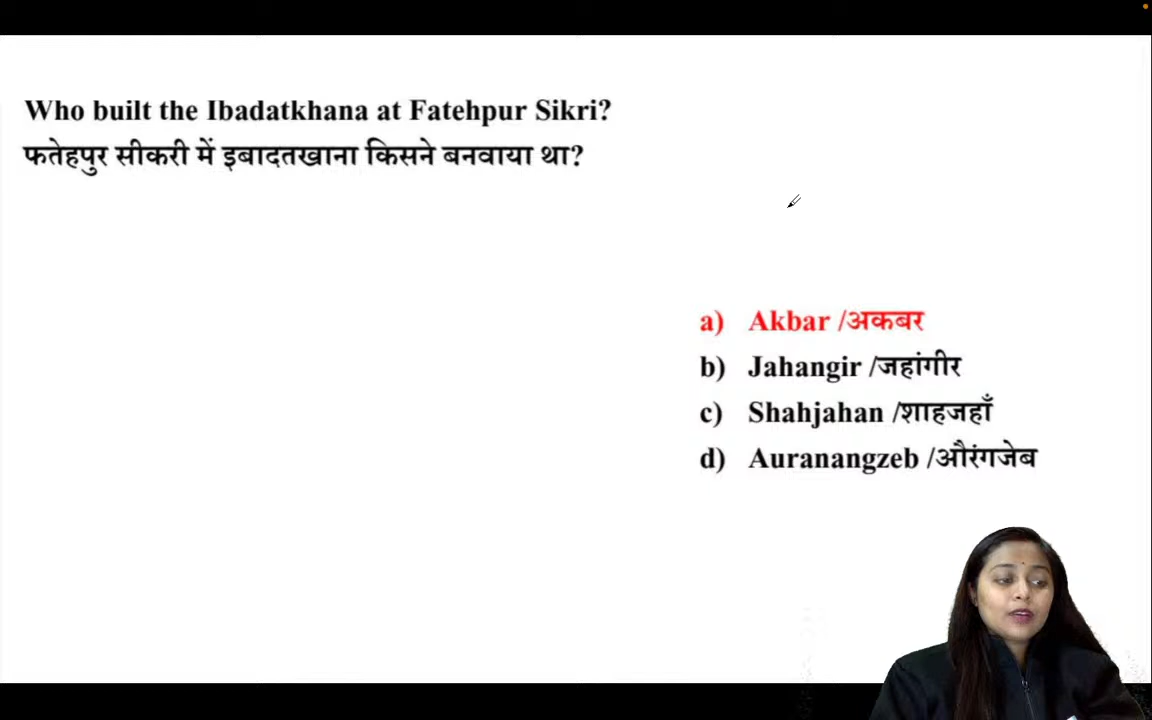 Who built the Ibadatkhana at Fatehpur Sikri?
फतेहपुर सीकरी में इबादतखाना किसने बनवाया था?
a) Akbar /अकबर
b) Jahangir /जहांगीर
c) Shahjahan /शाहजहाँ
d) Auranangzeb /औरंगजेब